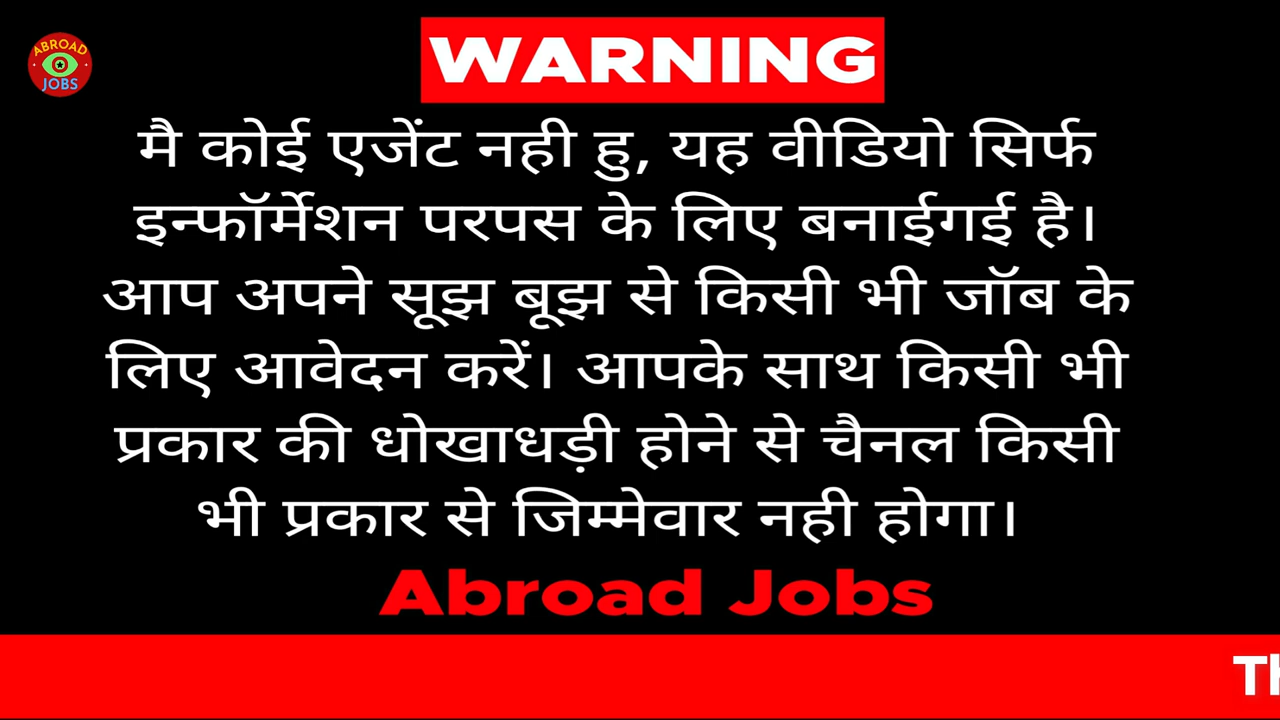 ABROAD
JOBS
WARNING
मै कोई एजेंट नही हु, यह वीडियो सिर्फ
इन्फॉर्मेशन परपस के लिए बनाईगई है।
आप अपने सूझ बूझ से किसी भी जॉब के
लिए आवेदन करें। आपके साथ किसी भी
प्रकार की धोखाधड़ी होने से चैनल किसी
भी प्रकार से जिम्मेवार नही होगा।
Abroad Jobs